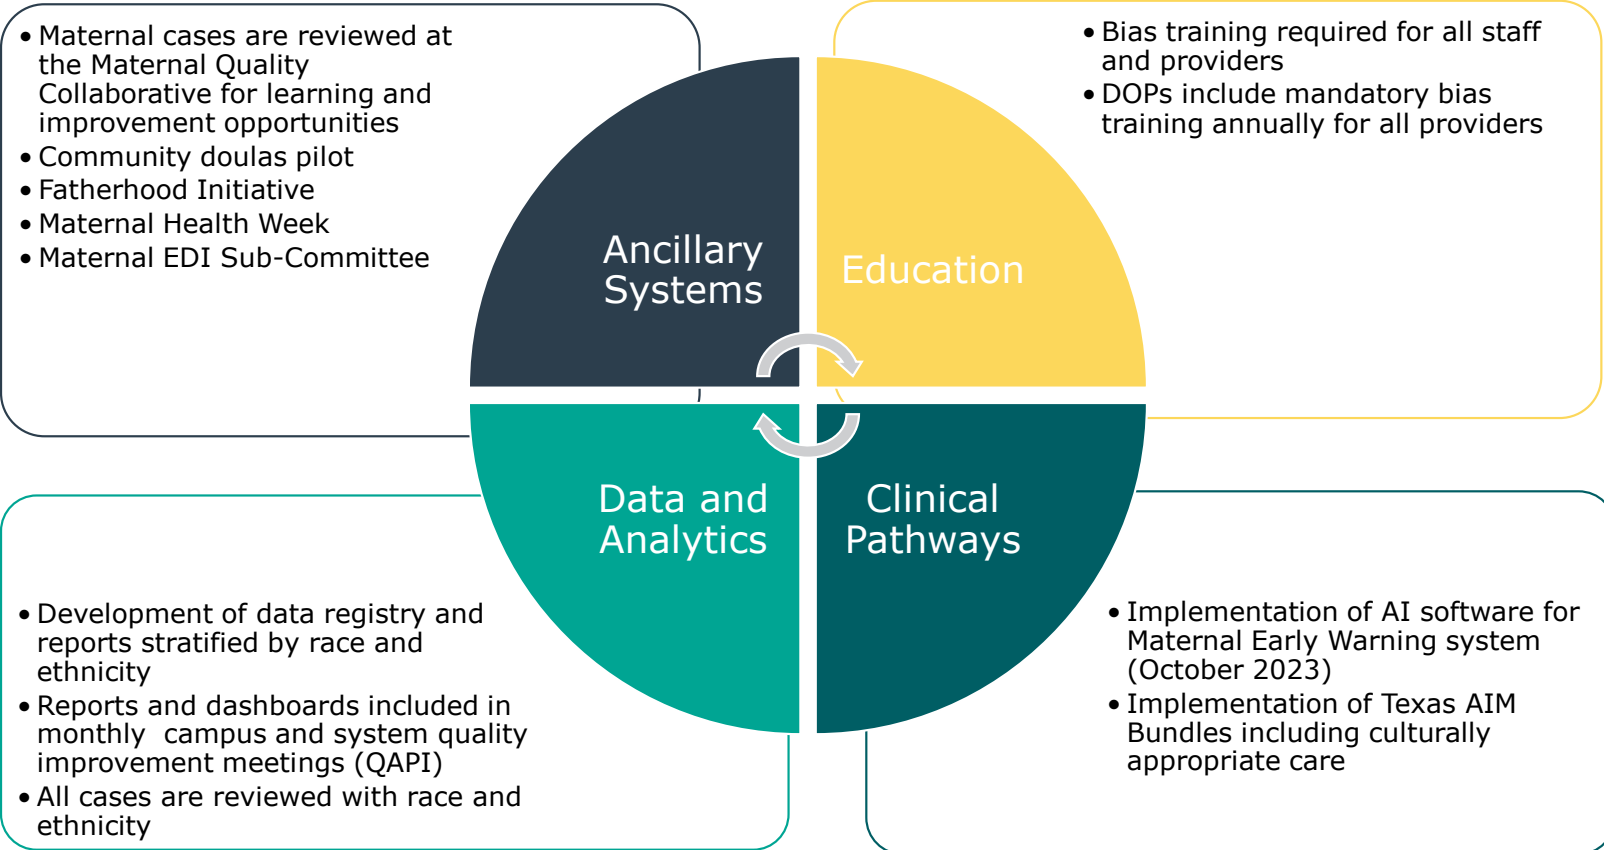 • Maternal cases are reviewed at
the Maternal Quality
Collaborative for learning and
improvement opportunities
• Community doulas pilot
• Fatherhood Initiative
• Maternal Health Week
• Maternal EDI Sub-Committee
Ancillary
Systems
Education
• Bias training required for all staff
and providers
• DOPs include mandatory bias
training annually for all providers
Data and
Analytics
• Development of data registry and
reports stratified by race and
ethnicity
• Reports and dashboards included in
monthly  campus and system quality
improvement meetings (QAPI)
• All cases are reviewed with race and
ethnicity
Clinical
Pathways
• Implementation of AI software for
Maternal Early Warning system
(October 2023)
• Implementation of Texas AIM
Bundles including culturally
appropriate care